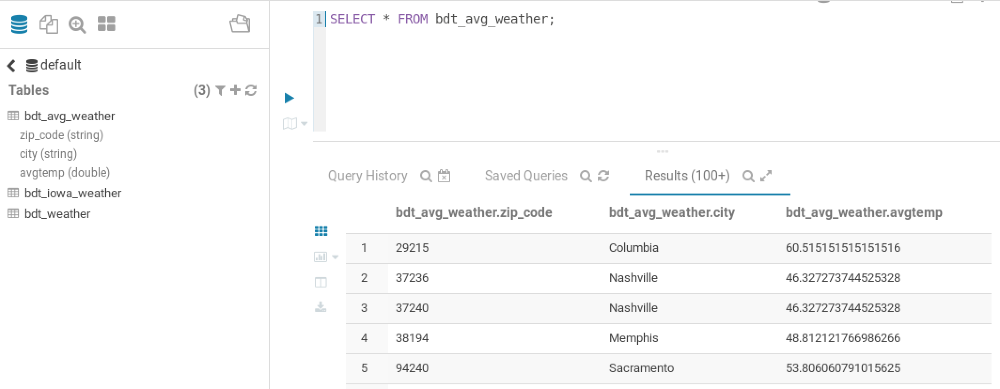 1 SELECT * FROM bdt_avg_weather;
default
Tables (3)
bdt_avg_weather
zip_code (string)
city (string)
avgtemp (double)
bdt_iowa_weather
bdt_weather
Query History Saved Queries Results (100+)
bdt_avg_weather.zip_code bdt_avg_weather.city bdt_avg_weather.avgtemp
1 29215 Columbia 60.515151515151516
2 37236 Nashville 46.327273744525328
3 37240 Nashville 46.327273744525328
4 38194 Memphis 48.812121766986266
5 94240 Sacramento 53.806060791015625